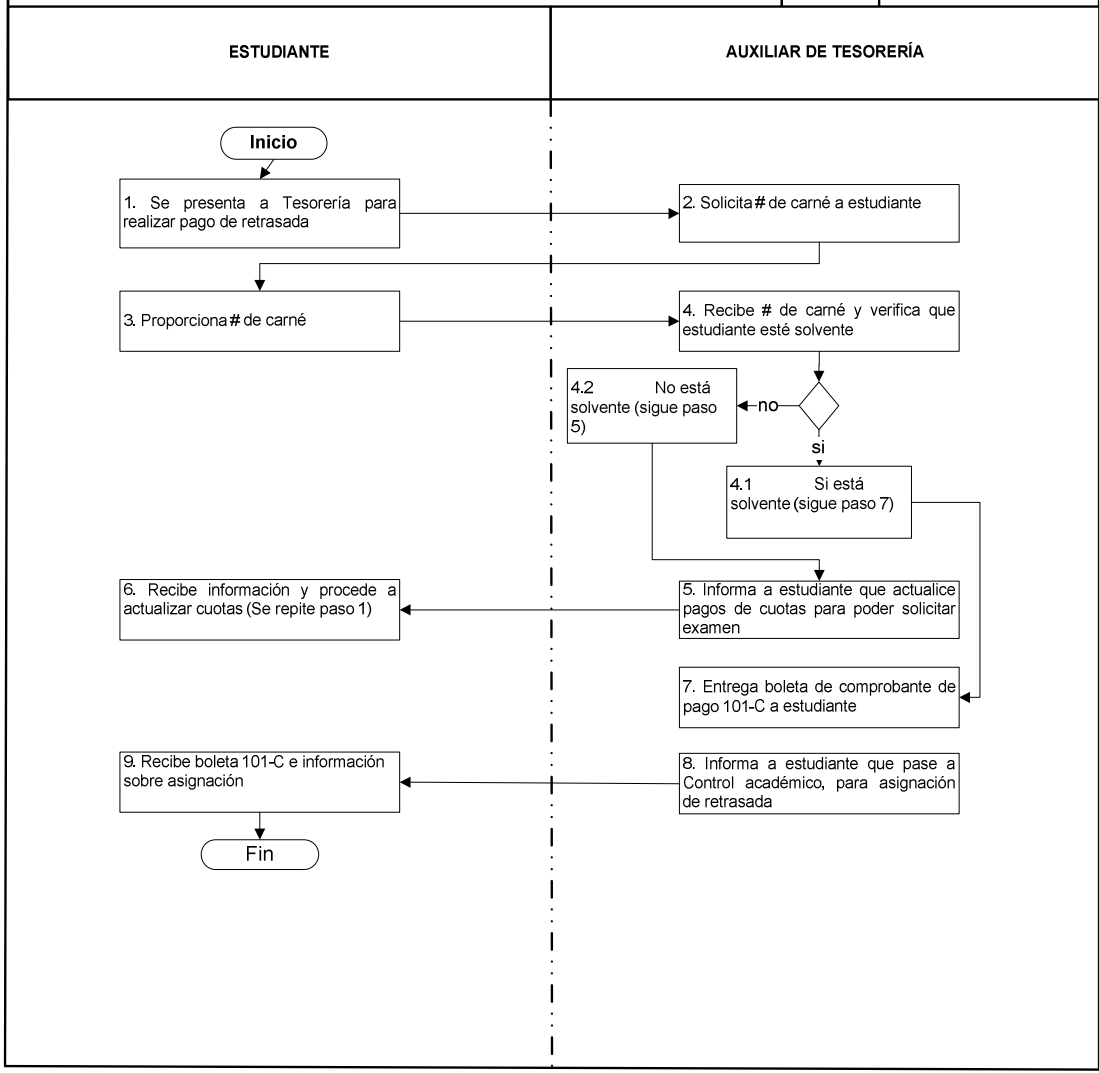 ESTUDIANTE
AUXILIAR DE TESORERÍA
Inicio
1. Se presenta a Tesorería para
realizar pago de retrasada
2. Solicita # de carné a estudiante
3. Proporciona # de carné
4. Recibe # de carné y verifica que
estudiante esté solvente
4.2 No está
solvente (sigue paso
5)
no
si
4.1 Si está
solvente (sigue paso 7)
6. Recibe información y procede a
actualizar cuotas (Se repite paso 1)
5. Informa a estudiante que actualice
pagos de cuotas para poder solicitar
examen
7. Entrega boleta de comprobante de
pago 101-C a estudiante
9. Recibe boleta 101-C e información
sobre asignación
8. Informa a estudiante que pase a
Control académico, para asignación
de retrasada
Fin